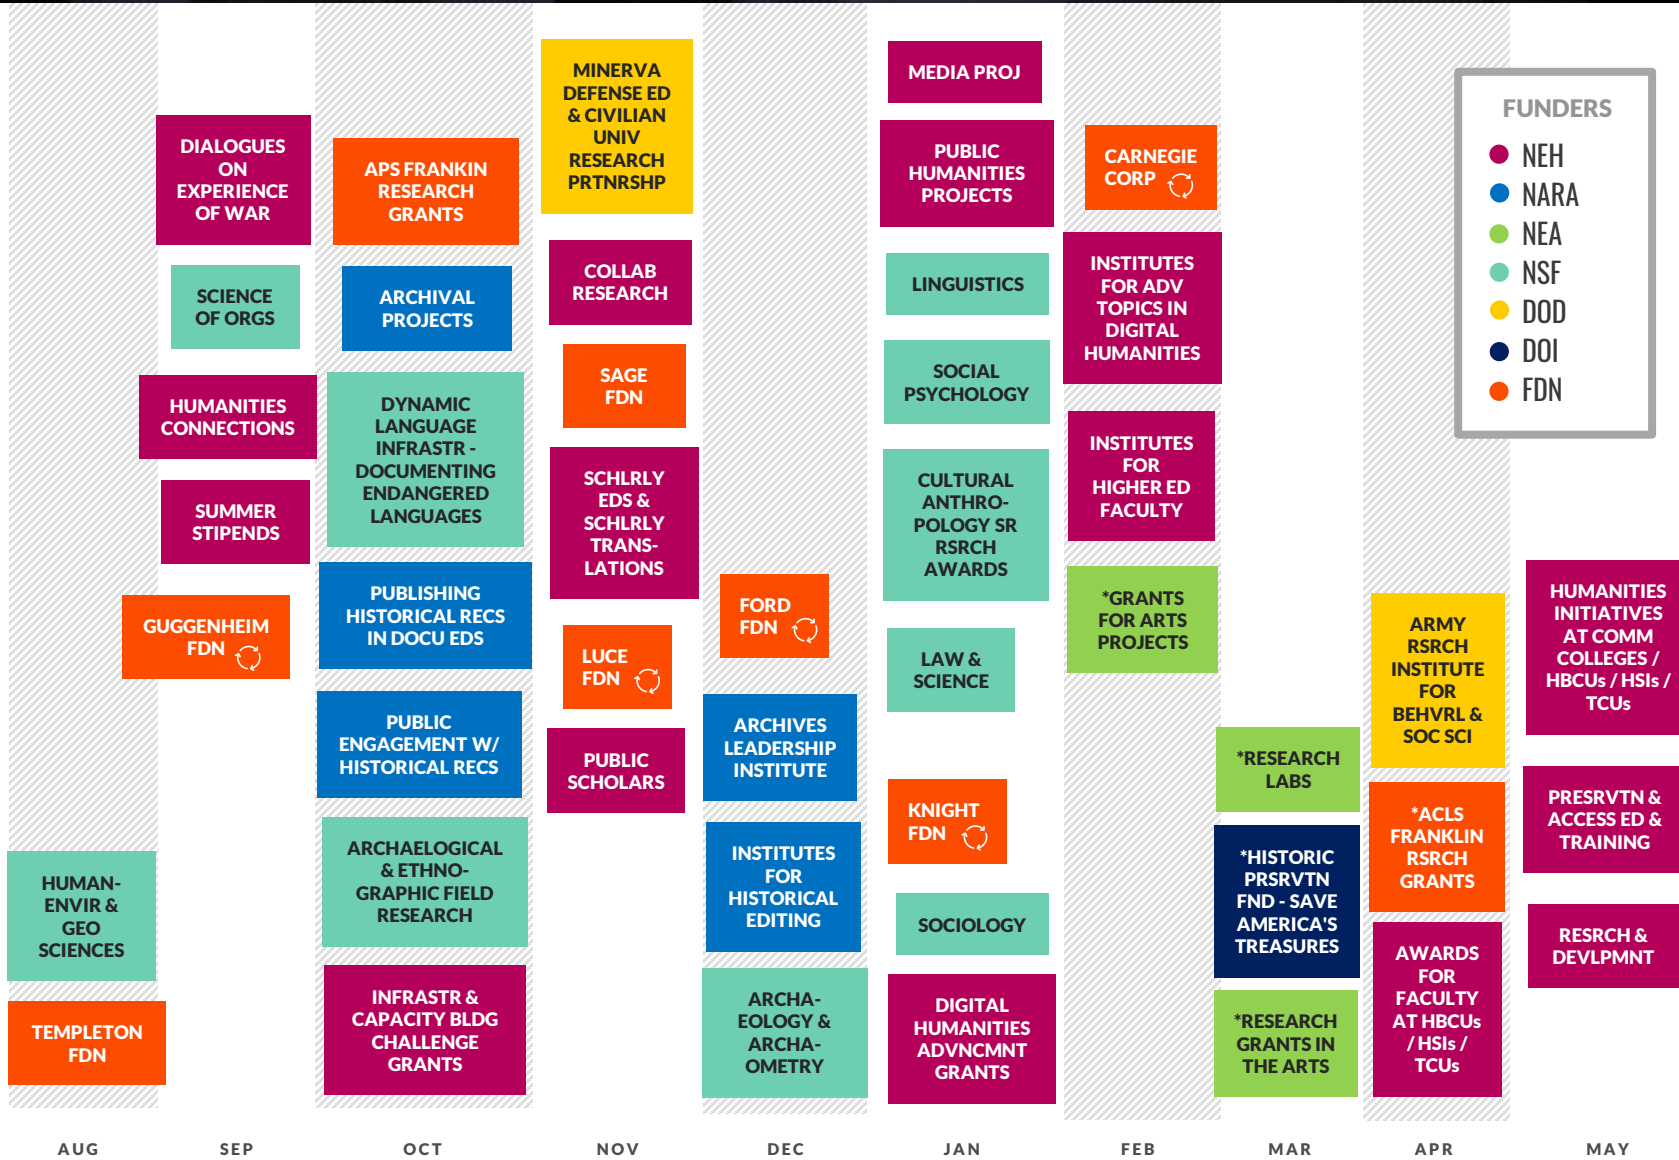 HUMAN-
ENVIR &
GEO
SCIENCES
TEMPLETON
FDN
AUG
DIALOGUES
ON
EXPERIENCE
OF WAR
SCIENCE
OF ORGS
HUMANITIES
CONNECTIONS
SUMMER
STIPENDS
GUGGENHEIM
FDN
SEP
APS FRANKIN
RESEARCH
GRANTS
ARCHIVAL
PROJECTS
DYNAMIC
LANGUAGE
INFRASTR -
DOCUMENTING
ENDANGERED
LANGUAGES
PUBLISHING
HISTORICAL RECS
IN DOCU EDS
PUBLIC
ENGAGEMENT W/
HISTORICAL RECS
ARCHAELOGICAL
& ETHNO-
GRAPHIC FIELD
RESEARCH
INFRASTR &
CAPACITY BLDG
CHALLENGE
GRANTS
OCT
MINERVA
DEFENSE ED
& CIVILIAN
UNIV
RESEARCH
PRTNRSHP
COLLAB
RESEARCH
SAGE
FDN
SCHLRLY
EDS &
SCHLRLY
TRANS-
LATIONS
LUCE
FDN
PUBLIC
SCHOLARS
NOV
FORD
FDN
ARCHIVES
LEADERSHIP
INSTITUTE
INSTITUTES
FOR
HISTORICAL
EDITING
ARCHA-
EOLOGY &
ARCHA-
OMETRY
DEC
MEDIA PROJ
PUBLIC
HUMANITIES
PROJECTS
LINGUISTICS
SOCIAL
PSYCHOLOGY
CULTURAL
ANTHRO-
POLOGY SR
RSRCH
AWARDS
LAW &
SCIENCE
KNIGHT
FDN
SOCIOLOGY
DIGITAL
HUMANITIES
ADVNCMNT
GRANTS
JAN
CARNEGIE
CORP
INSTITUTES
FOR ADV
TOPICS IN
DIGITAL
HUMANITIES
INSTITUTES
FOR
HIGHER ED
FACULTY
*GRANTS
FOR ARTS
PROJECTS
FEB
*RESEARCH
LABS
*HISTORIC
PRSRVTN
FND - SAVE
AMERICA'S
TREASURES
*RESEARCH
GRANTS IN
THE ARTS
MAR
ARMY
RSRCH
INSTITUTE
FOR
BEHVRL &
SOC SCI
*ACLS
FRANKLIN
RSRCH
GRANTS
AWARDS
FOR
FACULTY
AT HBCUs
/ HSIs /
TCUs
APR
FUNDERS
NEH
NARA
NEA
NSF
DOD
DOI
FDN
HUMANITIES
INITIATIVES
AT COMM
COLLEGES /
HBCUs / HSIs /
TCUs
PRESRVTN &
ACCESS ED &
TRAINING
RESRCH &
DEVLPMNT
MAY